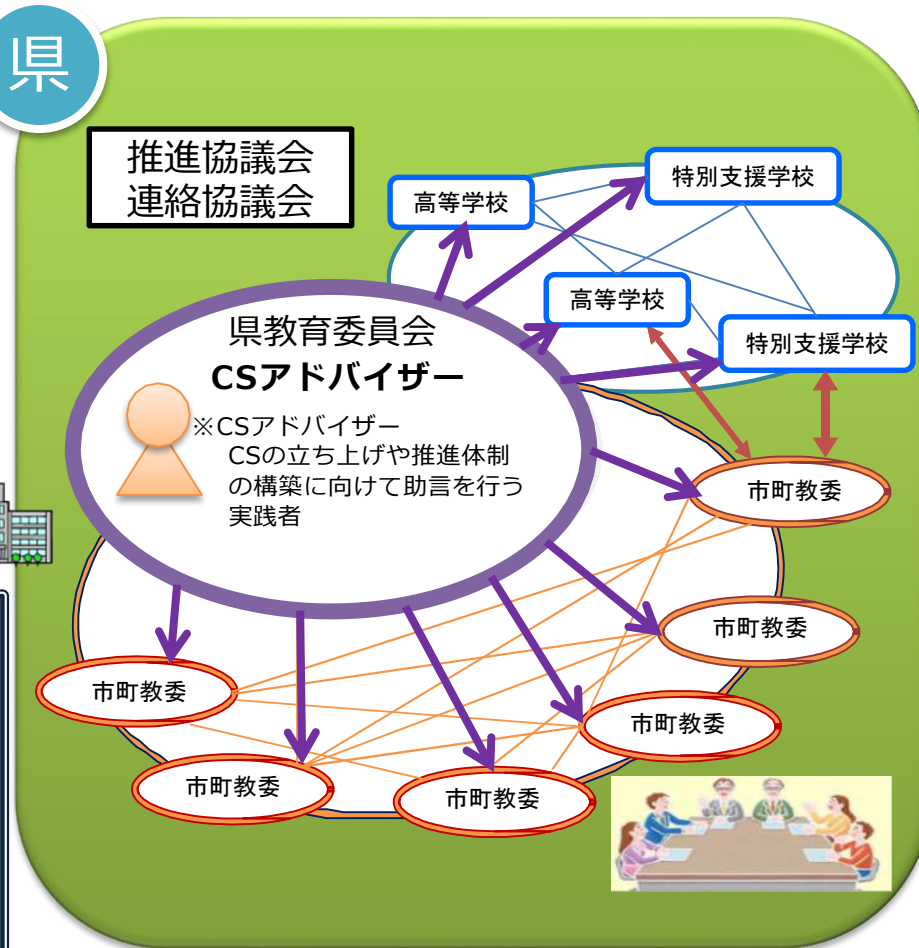 県
推進協議会
連絡協議会
高等学校
特別支援学校
高等学校
特別支援学校
県教育委員会
CSアドバイザー
※CSアドバイザー
CSの立ち上げや推進体制
の構築に向けて助言を行う
実践者
市町教委
市町教委
市町教委
市町教委
市町教委
市町教委